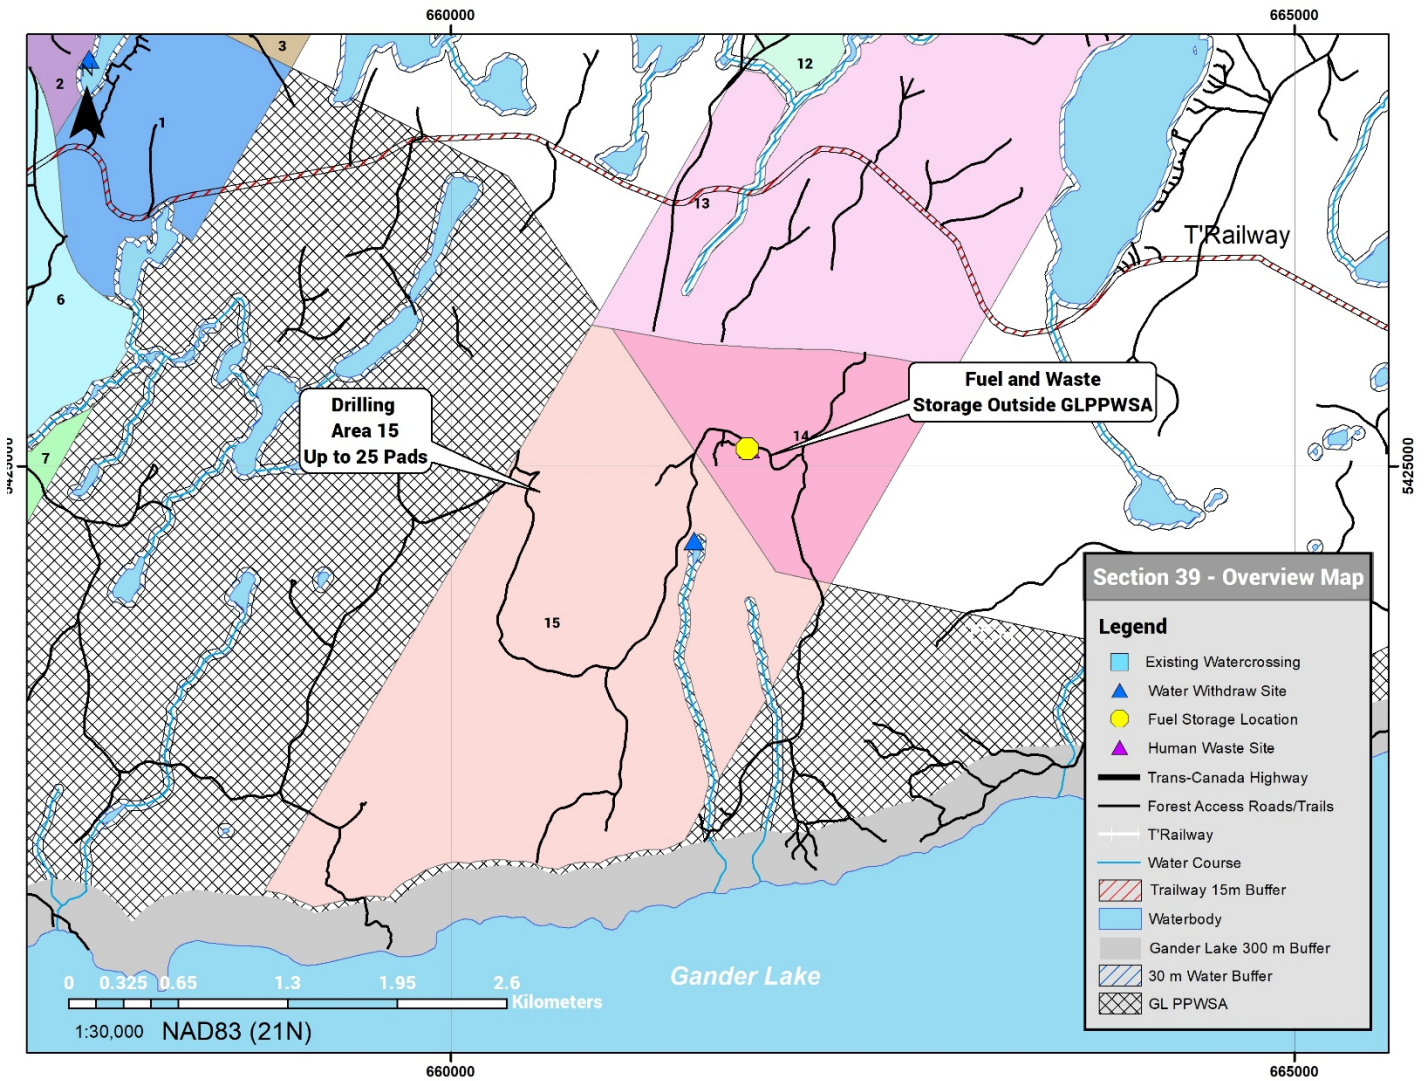 660000
665000
3
2
12
1
N
13
T'Railway
6
Fuel and Waste
Storage Outside GLPPWSA
Drilling
Area 15
Up to 25 Pads
14
7
5425000
5425000
15
Section 39 - Overview Map
Legend
Existing Watercrossing
Water Withdraw Site
Fuel Storage Location
Human Waste Site
Trans-Canada Highway
Forest Access Roads/Trails
T'Railway
Water Course
Trailway 15m Buffer
Waterbody
Gander Lake 300 m Buffer
30 m Water Buffer
GL PPWSA
Gander Lake
0 0.325 0.65 1.3 1.95 2.6
Kilometers
1:30,000 NAD83 (21N)
660000
665000